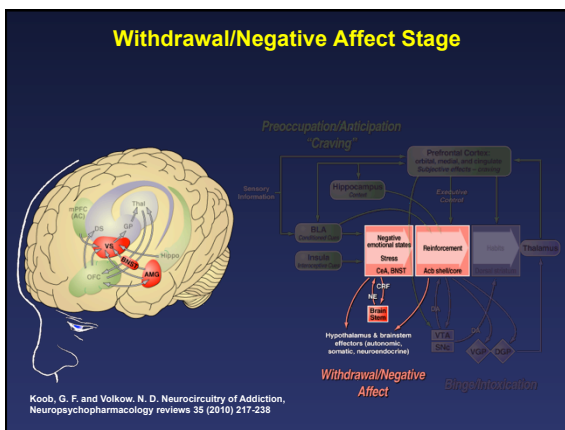 Withdrawal/Negative Affect Stage
mPFC
(AC)
DS
GP
Thal
VS
BNST
Hippo
OFC
AMG
Preoccupation/Anticipation
"Craving"
Prefrontal Cortex:
orbital, medial, and cingulate
Subjective effects – craving
Sensory
Information
Hippocampus
Context
Executive
Control
BLA
Conditioned Cues
Insula
Negative
emotional states
Stress
CeA, BNST
Reinforcement
Acb shell/core
Habits
Dorsal striatum
Thalamus
CRF
NE
Brain
Stem
DA
DA
VTA
SNc
VGP
DGP
Hypothalamus & brainstem
effectors (autonomic,
somatic, neuroendocrine)
Withdrawal/Negative
Affect
Binge/Intoxication
Koob, G. F. and Volkow. N. D. Neurocircuitry of Addiction,
Neuropsychopharmacology reviews 35 (2010) 217-238